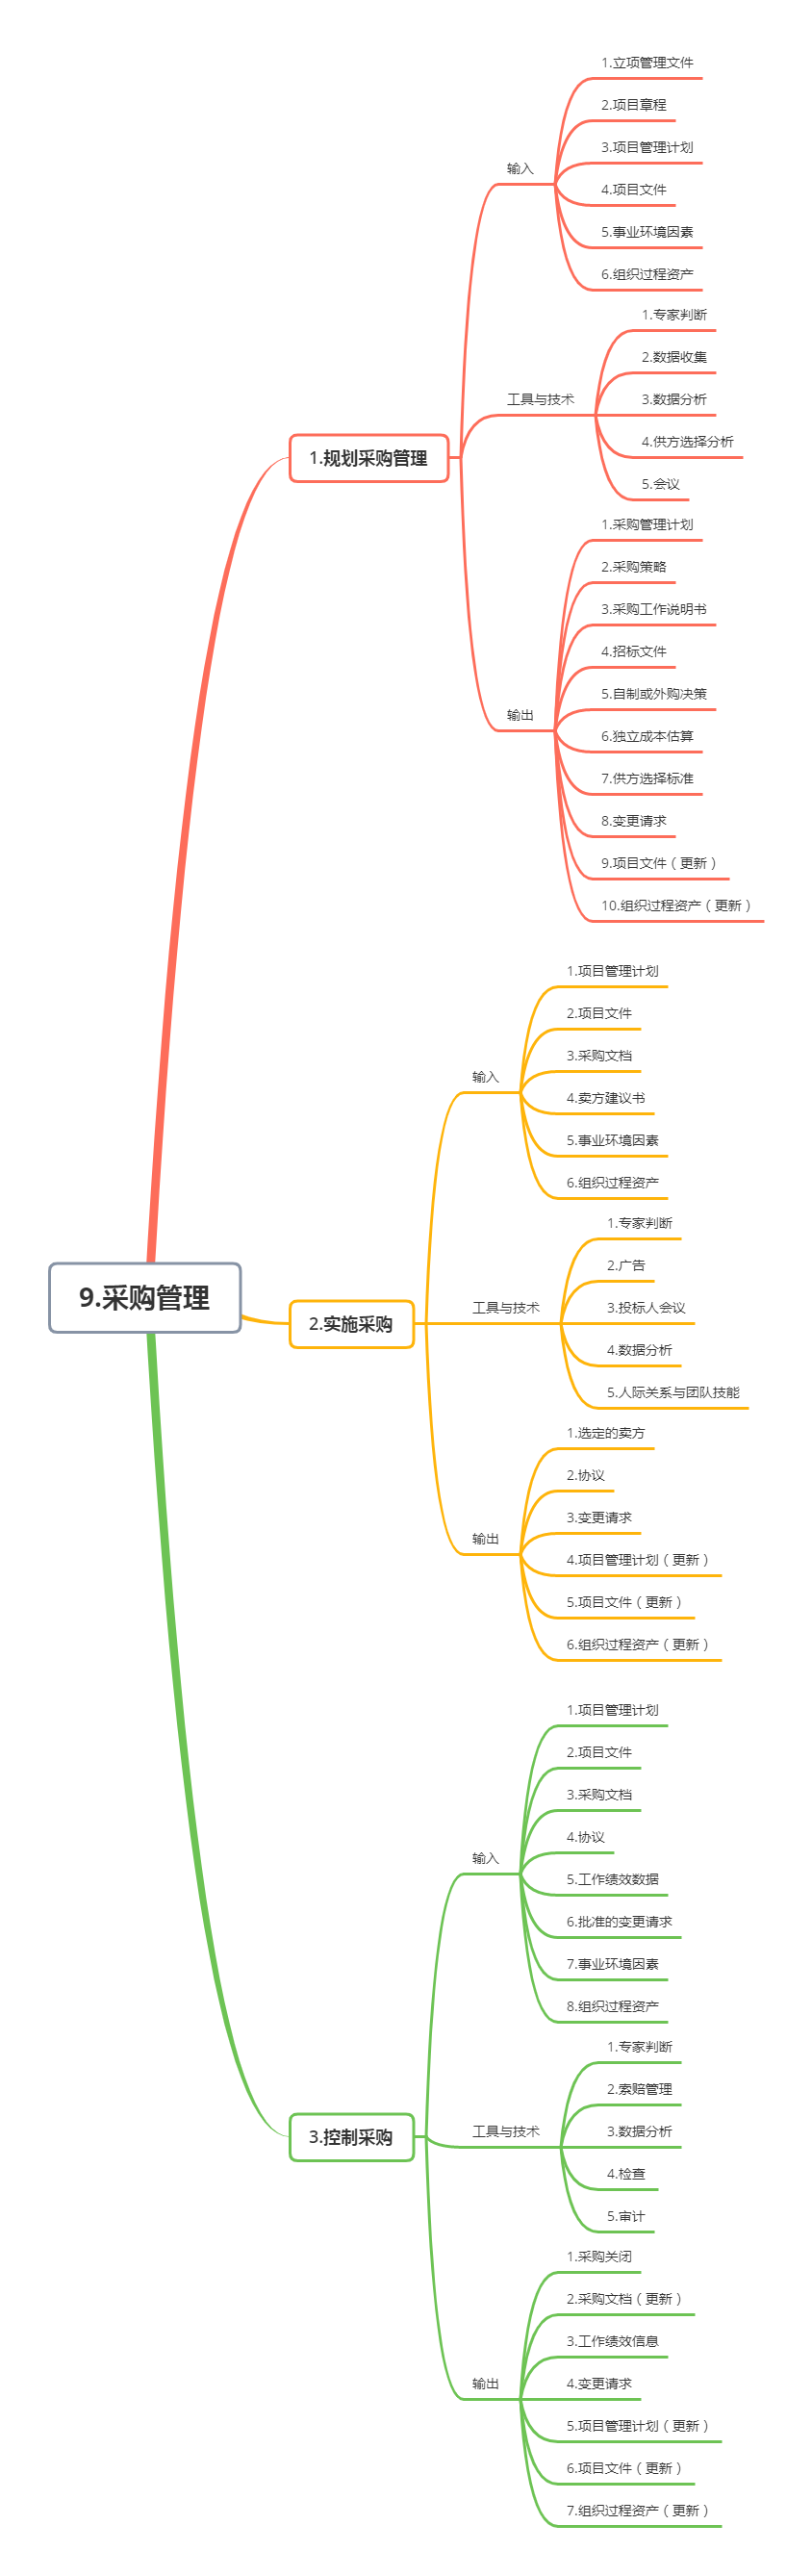 9.采购管理
1.规划采购管理
输入
1.立项管理文件
2.项目章程
3.项目管理计划
4.项目文件
5.事业环境因素
6.组织过程资产
工具与技术
1.专家判断
2.数据收集
3.数据分析
4.供方选择分析
5.会议
输出
1.采购管理计划
2.采购策略
3.采购工作说明书
4.招标文件
5.自制或外购决策
6.独立成本估算
7.供方选择标准
8.变更请求
9.项目文件（更新）
10.组织过程资产（更新）
2.实施采购
输入
1.项目管理计划
2.项目文件
3.采购文档
4.卖方建议书
5.事业环境因素
6.组织过程资产
工具与技术
1.专家判断
2.广告
3.投标人会议
4.数据分析
5.人际关系与团队技能
输出
1.选定的卖方
2.协议
3.变更请求
4.项目管理计划（更新）
5.项目文件（更新）
6.组织过程资产（更新）
3.控制采购
输入
1.项目管理计划
2.项目文件
3.采购文档
4.协议
5.工作绩效数据
6.批准的变更请求
7.事业环境因素
8.组织过程资产
工具与技术
1.专家判断
2.索赔管理
3.数据分析
4.检查
5.审计
输出
1.采购关闭
2.采购文档（更新）
3.工作绩效信息
4.变更请求
5.项目管理计划（更新）
6.项目文件（更新）
7.组织过程资产（更新）